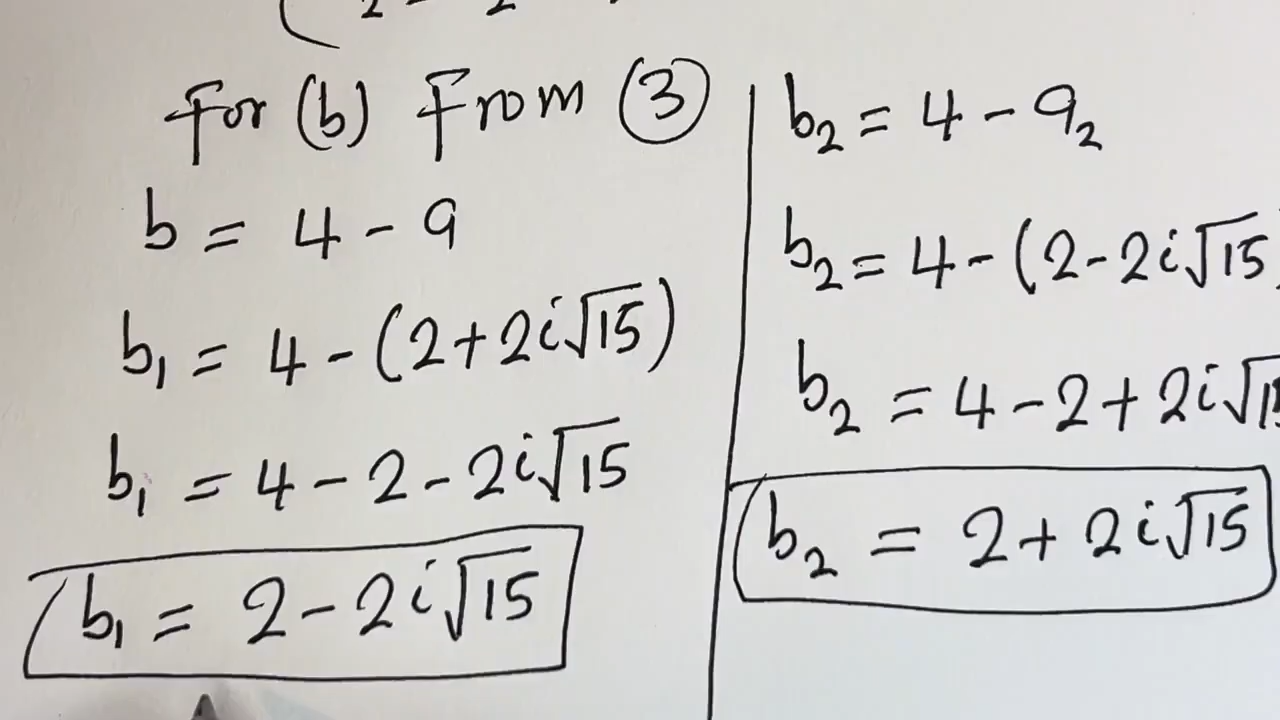 For (b) From ③
b = 4 - a
b₁ = 4 - (2+2i√15)
b₁ = 4 - 2 - 2i√15
b₁ = 2 - 2i√15
b₂ = 4 - a₂
b₂ = 4 - (2 - 2i√15)
b₂ = 4 - 2 + 2i√15
b₂ = 2 + 2i√15